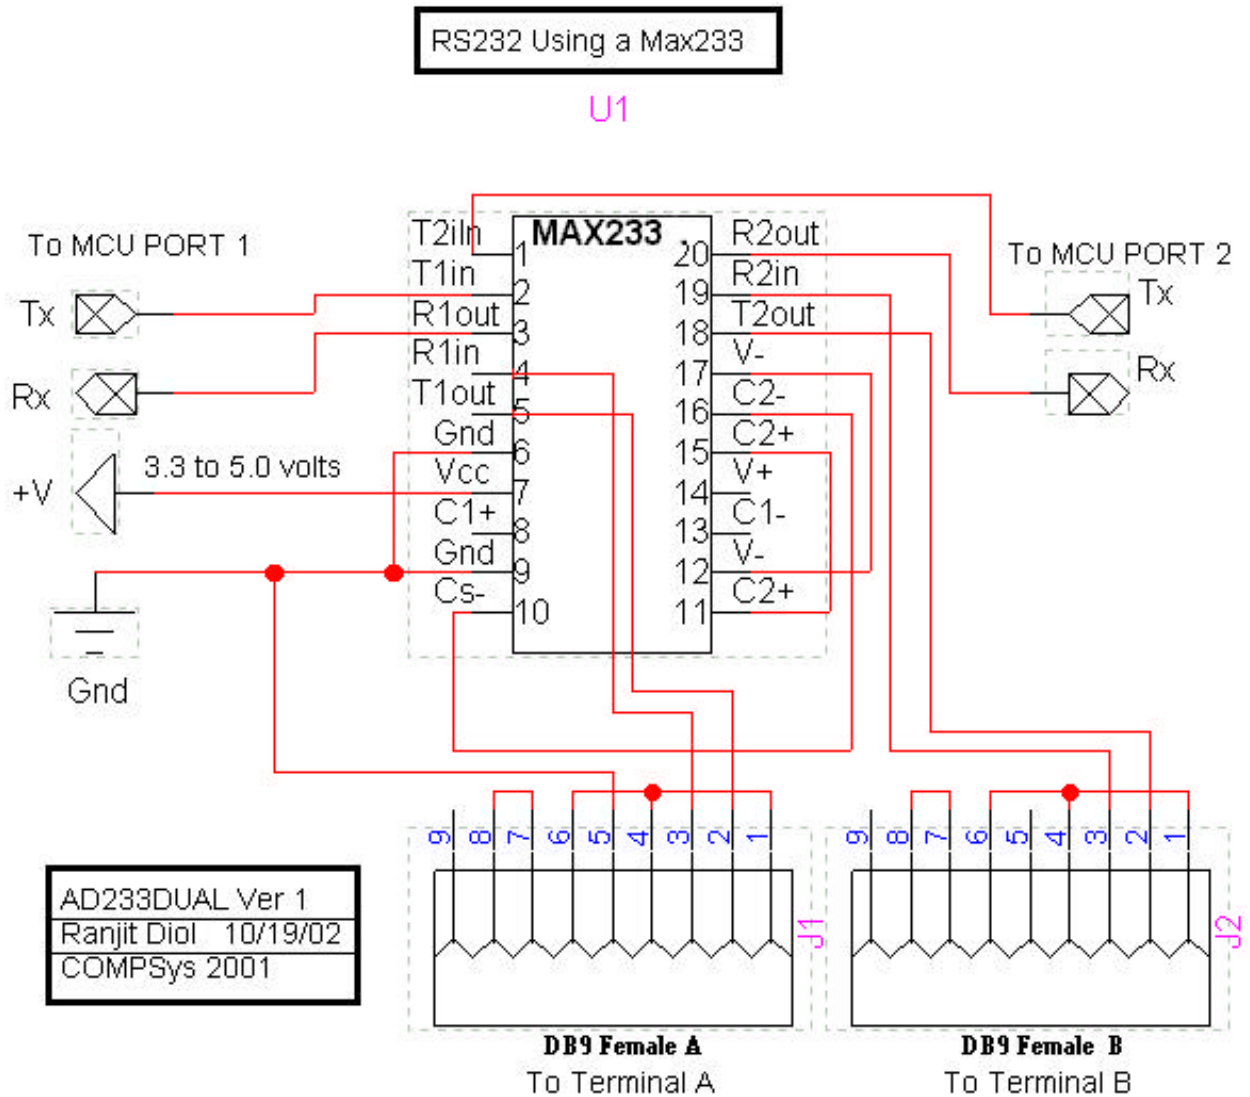 RS232 Using a Max233
U1
To MCU PORT 1
Tx
Rx
+V
3.3 to 5.0 volts
Gnd
MAX233
T2iIn
1
T1in
2
R1out
3
R1in
4
T1out
5
Gnd
6
Vcc
7
C1+
8
Gnd
9
Cs-
10
R2out
20
R2in
19
T2out
18
V-
17
C2-
16
C2+
15
V+
14
C1-
13
V-
12
C2+
11
To MCU PORT 2
Tx
Rx
9 8 7 6 5 4 3 2 1
J1
DB9 Female A
To Terminal A
9 8 7 6 5 4 3 2 1
J2
DB9 Female B
To Terminal B
AD233DUAL Ver 1
Ranjit Diol 10/19/02
COMPSys 2001